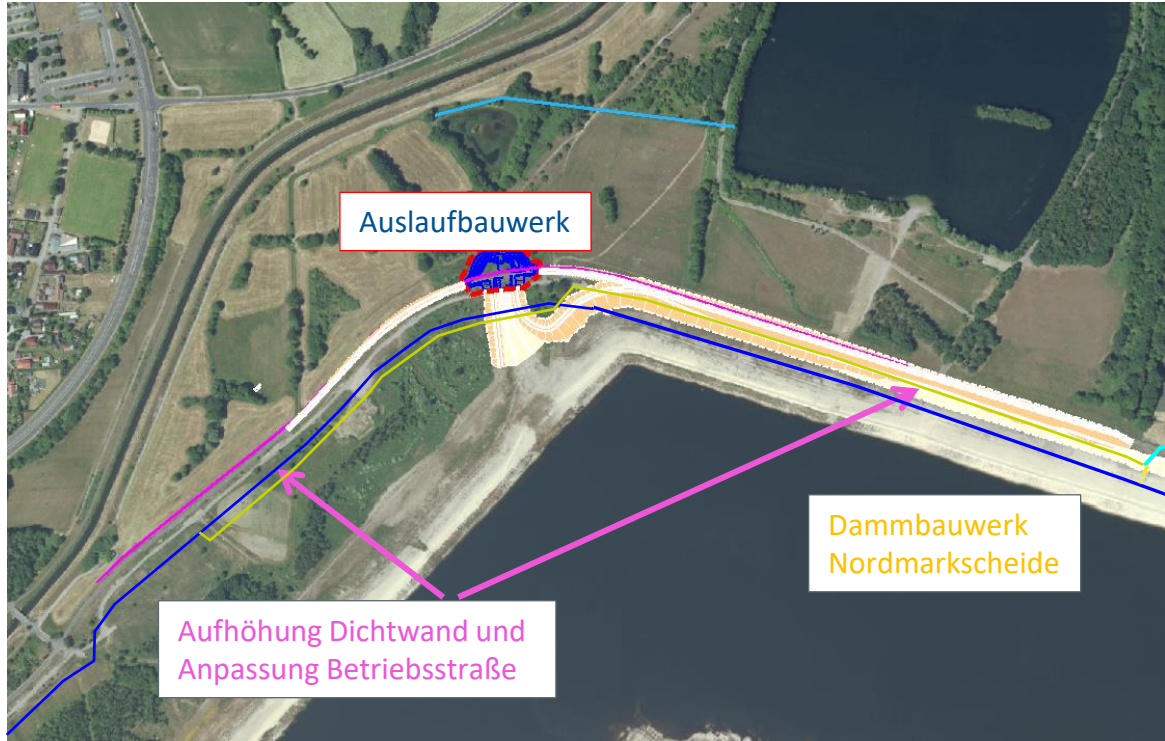 Auslaufbauwerk
Dammbauwerk
Nordmarkscheide
Aufhöhung Dichtwand und
Anpassung Betriebsstraße